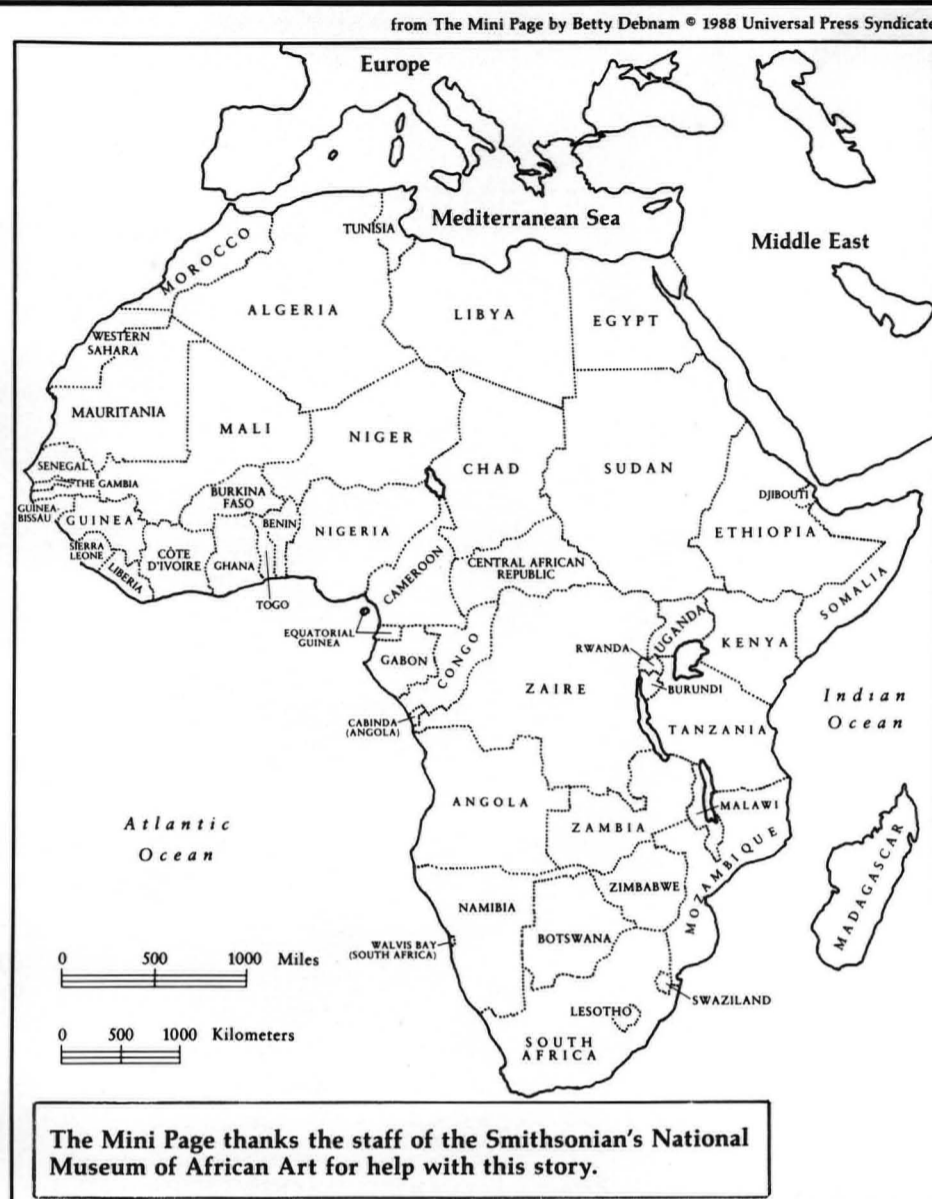 from The Mini Page by Betty Debnam © 1988 Universal Press Syndicate
Europe
Mediterranean Sea
Middle East
TUNISIA
MOROCCO
ALGERIA
LIBYA
EGYPT
WESTERN
SAHARA
MAURITANIA
MALI
NIGER
CHAD
SUDAN
SENEGAL
THE GAMBIA
BURKINA
FASO
DJIBOUTI
GUINEA-
BISSAU
GUINEA
BENIN
NIGERIA
ETHIOPIA
SIERRA
LEONE
LIBERIA
CÔTE
D'IVOIRE
GHANA
CAMEROON
CENTRAL AFRICAN
REPUBLIC
SOMALIA
TOGO
EQUATORIAL
GUINEA
GABON
CONGO
RWANDA
UGANDA
KENYA
ZAIRE
BURUNDI
Indian
Ocean
CABINDA
(ANGOLA)
TANZANIA
ANGOLA
MALAWI
Atlantic
Ocean
ZAMBIA
MOZAMBIQUE
MADAGASCAR
ZIMBABWE
NAMIBIA
BOTSWANA
WALVIS BAY
(SOUTH AFRICA)
0 500 1000 Miles
SWAZILAND
LESOTHO
0 500 1000 Kilometers
SOUTH
AFRICA
The Mini Page thanks the staff of the Smithsonian's National
Museum of African Art for help with this story.